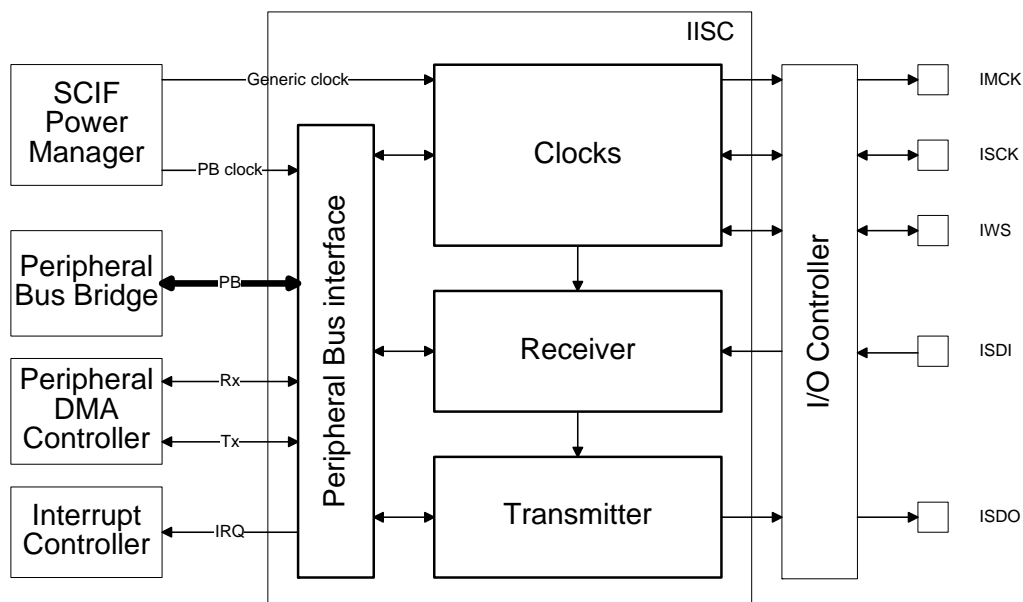 IISC
SCIF
Power
Manager
Generic clock
PB clock
Clocks
IMCK
ISCK
IWS
Peripheral
Bus Bridge
PB
Peripheral Bus interface
Receiver
I/O Controller
ISDI
Peripheral
DMA
Controller
Rx
Tx
Interrupt
Controller
IRQ
Transmitter
ISDO